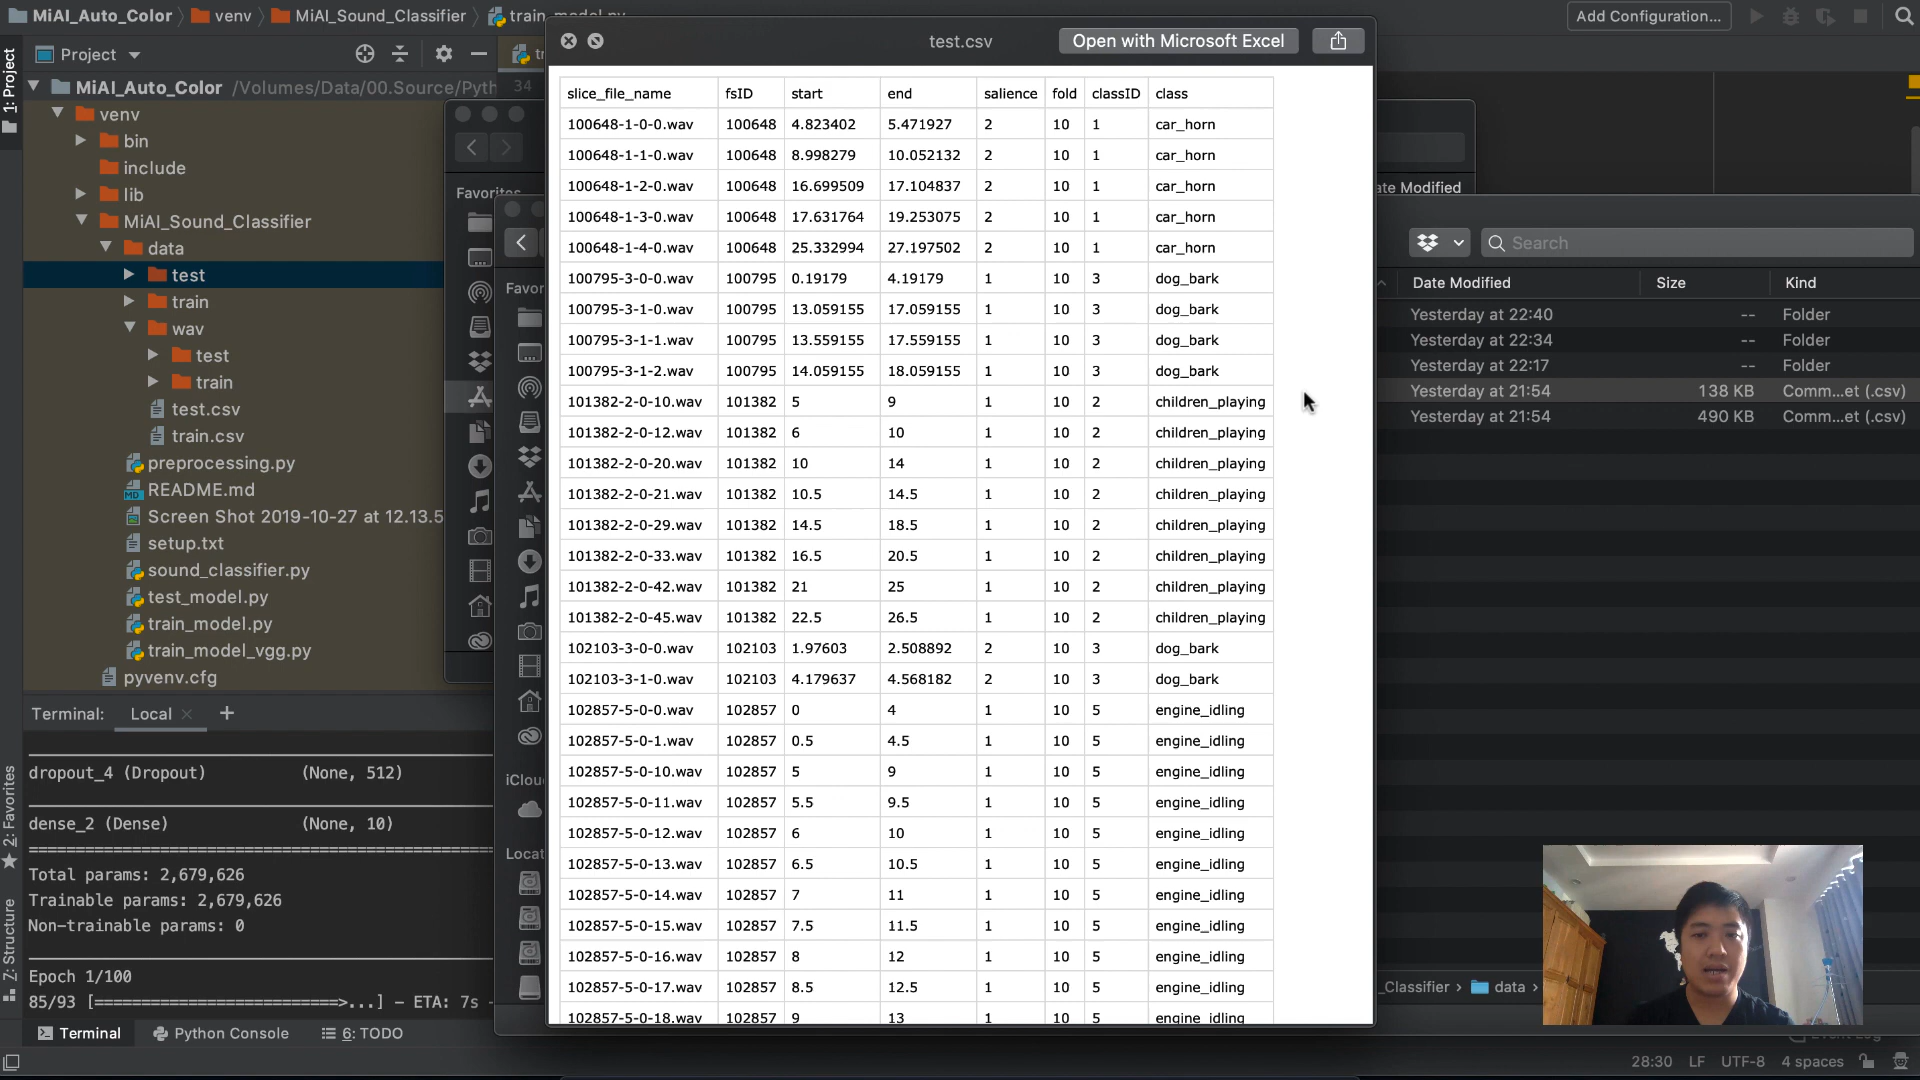 MiAI_Auto_Color
venv
MiAI_Sound_Classifier
train_model.py
Add Configuration...
1: Project
Project
34
MiAI_Auto_Color /Volumes/Data/00.Source/Pyth
venv
bin
include
lib
MiAI_Sound_Classifier
data
test
train
wav
test
train
test.csv
train.csv
preprocessing.py
README.md
Screen Shot 2019-10-27 at 12.13.5
setup.txt
sound_classifier.py
test_model.py
train_model.py
train_model_vgg.py
pyvenv.cfg
Terminal: Local
dropout_4 (Dropout) (None, 512)
dense_2 (Dense) (None, 10)
Total params: 2,679,626
Trainable params: 2,679,626
Non-trainable params: 0
Epoch 1/100
85/93 [==========================>...] - ETA: 7s -
2: Favorites
7: Structure
Terminal
Python Console
6: TODO
28:30 LF UTF-8 4 spaces
Favorites
Favor
iClou
Locat
test.csv
Open with Microsoft Excel
slice_file_name fsID start end salience fold classID class
100648-1-0-0.wav 100648 4.823402 5.471927 2 10 1 car_horn
100648-1-1-0.wav 100648 8.998279 10.052132 2 10 1 car_horn
100648-1-2-0.wav 100648 16.699509 17.104837 2 10 1 car_horn
100648-1-3-0.wav 100648 17.631764 19.253075 2 10 1 car_horn
100648-1-4-0.wav 100648 25.332994 27.197502 2 10 1 car_horn
100795-3-0-0.wav 100795 0.19179 4.19179 1 10 3 dog_bark
100795-3-1-0.wav 100795 13.059155 17.059155 1 10 3 dog_bark
100795-3-1-1.wav 100795 13.559155 17.559155 1 10 3 dog_bark
100795-3-1-2.wav 100795 14.059155 18.059155 1 10 3 dog_bark
101382-2-0-10.wav 101382 5 9 1 10 2 children_playing
101382-2-0-12.wav 101382 6 10 1 10 2 children_playing
101382-2-0-20.wav 101382 10 14 1 10 2 children_playing
101382-2-0-21.wav 101382 10.5 14.5 1 10 2 children_playing
101382-2-0-29.wav 101382 14.5 18.5 1 10 2 children_playing
101382-2-0-33.wav 101382 16.5 20.5 1 10 2 children_playing
101382-2-0-42.wav 101382 21 25 1 10 2 children_playing
101382-2-0-45.wav 101382 22.5 26.5 1 10 2 children_playing
102103-3-0-0.wav 102103 1.97603 2.508892 2 10 3 dog_bark
102103-3-1-0.wav 102103 4.179637 4.568182 2 10 3 dog_bark
102857-5-0-0.wav 102857 0 4 1 10 5 engine_idling
102857-5-0-1.wav 102857 0.5 4.5 1 10 5 engine_idling
102857-5-0-10.wav 102857 5 9 1 10 5 engine_idling
102857-5-0-11.wav 102857 5.5 9.5 1 10 5 engine_idling
102857-5-0-12.wav 102857 6 10 1 10 5 engine_idling
102857-5-0-13.wav 102857 6.5 10.5 1 10 5 engine_idling
102857-5-0-14.wav 102857 7 11 1 10 5 engine_idling
102857-5-0-15.wav 102857 7.5 11.5 1 10 5 engine_idling
102857-5-0-16.wav 102857 8 12 1 10 5 engine_idling
102857-5-0-17.wav 102857 8.5 12.5 1 10 5 engine_idling
102857-5-0-18.wav 102857 9 13 1 10 5 engine_idling
ate Modified
Search
Date Modified Size Kind
Yesterday at 22:40 -- Folder
Yesterday at 22:34 -- Folder
Yesterday at 22:17 -- Folder
Yesterday at 21:54 138 KB Comm...et (.csv)
Yesterday at 21:54 490 KB Comm...et (.csv)
_Classifier › data ›